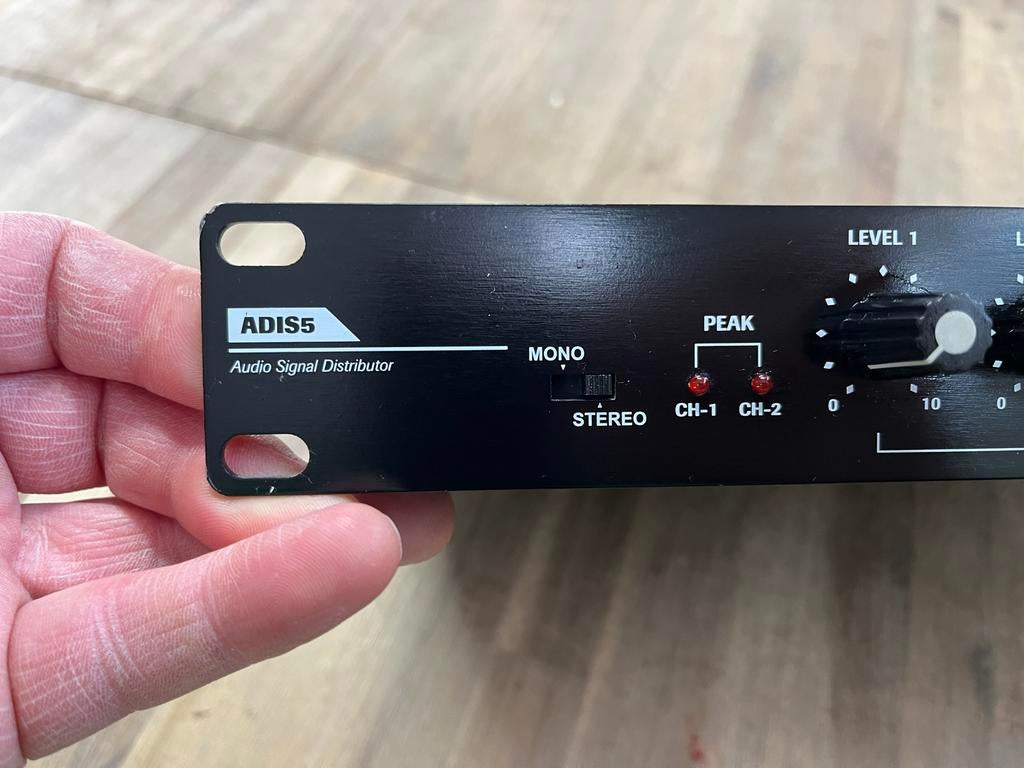 LEVEL 1
L
ADIS5
Audio Signal Distributor
MONO
STEREO
PEAK
CH-1 CH-2
0 10 0